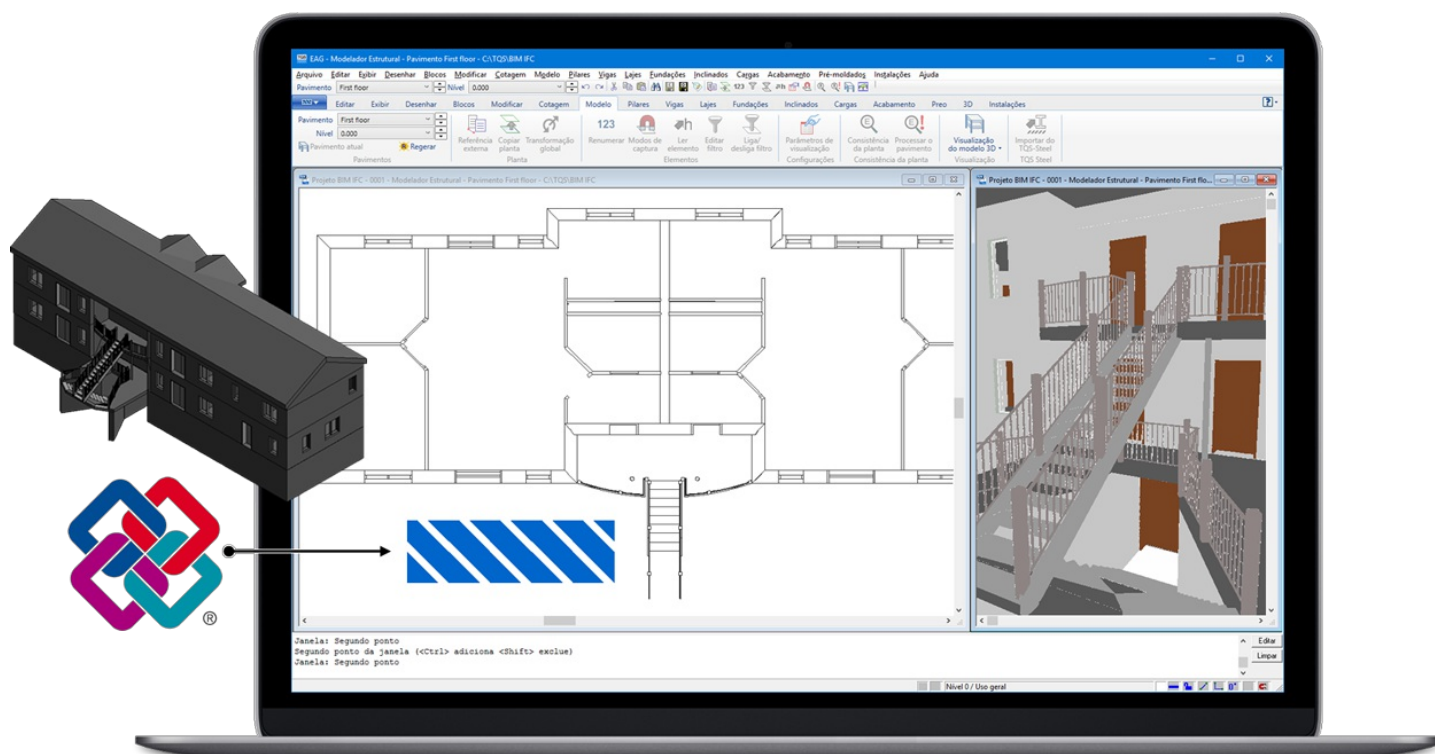 EAG - Modelador Estrutural - Pavimento First floor - C:\TQS\BIM IFC
Arquivo Editar Exibir Desenhar Blocos Modificar Cotagem Modelo Pilares Vigas Lajes Fundações Inclinados Cargas Acabamento Pré-moldados Instalações Ajuda
Pavimento First floor Nível 0.000
Editar Exibir Desenhar Blocos Modificar Cotagem Modelo Pilares Vigas Lajes Fundações Inclinados Cargas Acabamento Preo 3D Instalações
Pavimento First floor
Nível 0.000
Pavimento atual Regerar
Pavimentos
Referência externa
Copiar planta
Transformação global
Planta
123
Renumerar
Modos de captura
Ler elemento
Editar filtro
Liga/ desliga filtro
Elementos
Parâmetros de visualização
Configurações
Consistência da planta
Processar o pavimento
Consistência da planta
Visualização do modelo 3D
Visualização
Importar do TQS-Steel
TQS Steel
Projeto BIM IFC - 0001 - Modelador Estrutural - Pavimento First floor - C:\TQS\BIM IFC
Projeto BIM IFC - 0001 - Modelador Estrutural - Pavimento First flo...
®
Janela: Segundo ponto
Segundo ponto da janela (<Ctrl> adiciona <Shift> exclue)
Janela: Segundo ponto
Editar
Limpar
Nível 0 / Uso geral